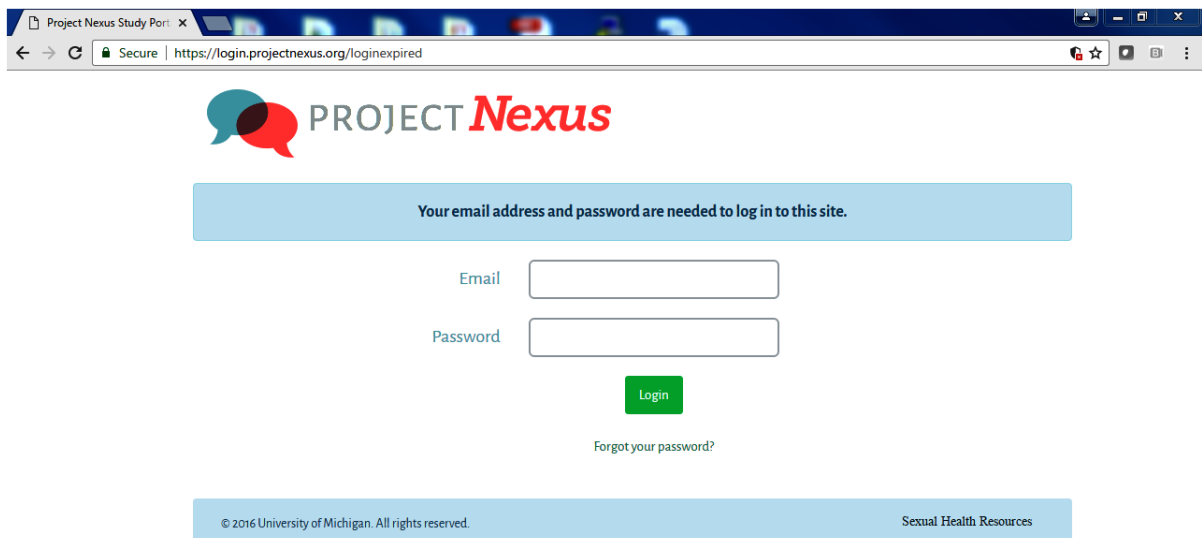 Project Nexus Study Port
Secure | https://login.projectnexus.org/loginexpired
PROJECT Nexus
Your email address and password are needed to log in to this site.
Email
Password
Login
Forgot your password?
© 2016 University of Michigan. All rights reserved.
Sexual Health Resources